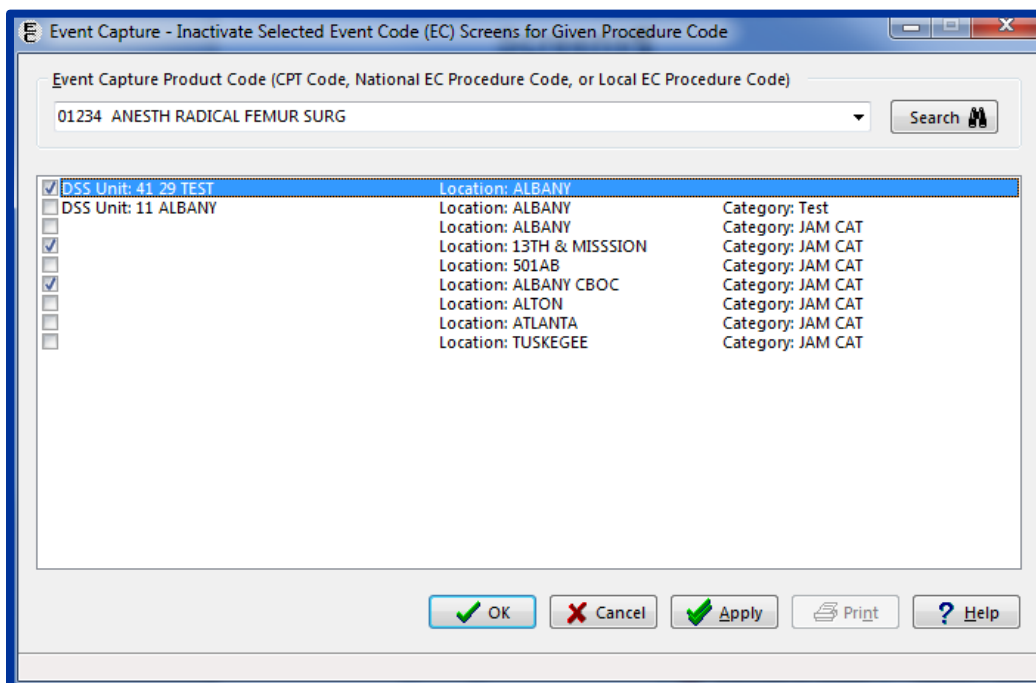 EC Event Capture - Inactivate Selected Event Code (EC) Screens for Given Procedure Code
Event Capture Product Code (CPT Code, National EC Procedure Code, or Local EC Procedure Code)
01234 ANESTH RADICAL FEMUR SURG Search
DSS Unit: 41 29 TEST Location: ALBANY
DSS Unit: 11 ALBANY Location: ALBANY Category: Test
Location: ALBANY Category: JAM CAT
Location: 13TH & MISSSION Category: JAM CAT
Location: 501AB Category: JAM CAT
Location: ALBANY CBOC Category: JAM CAT
Location: ALTON Category: JAM CAT
Location: ATLANTA Category: JAM CAT
Location: TUSKEGEE Category: JAM CAT
OK Cancel Apply Print ? Help